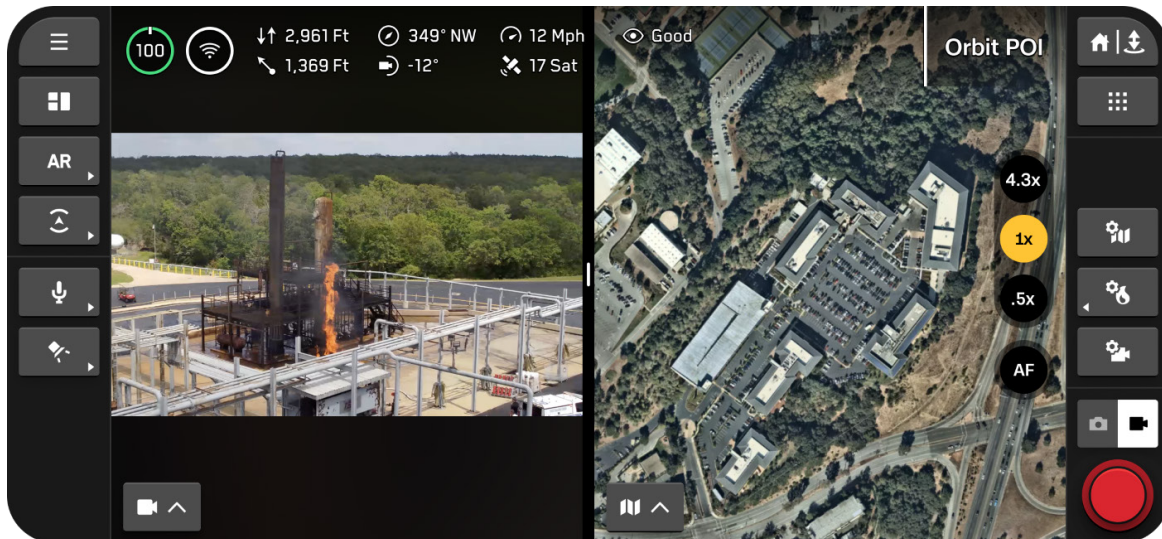 100
2,961 Ft
349° NW
12 Mph
1,369 Ft
-12°
17 Sat
Good
Orbit POI
AR
4.3x
1x
.5x
AF